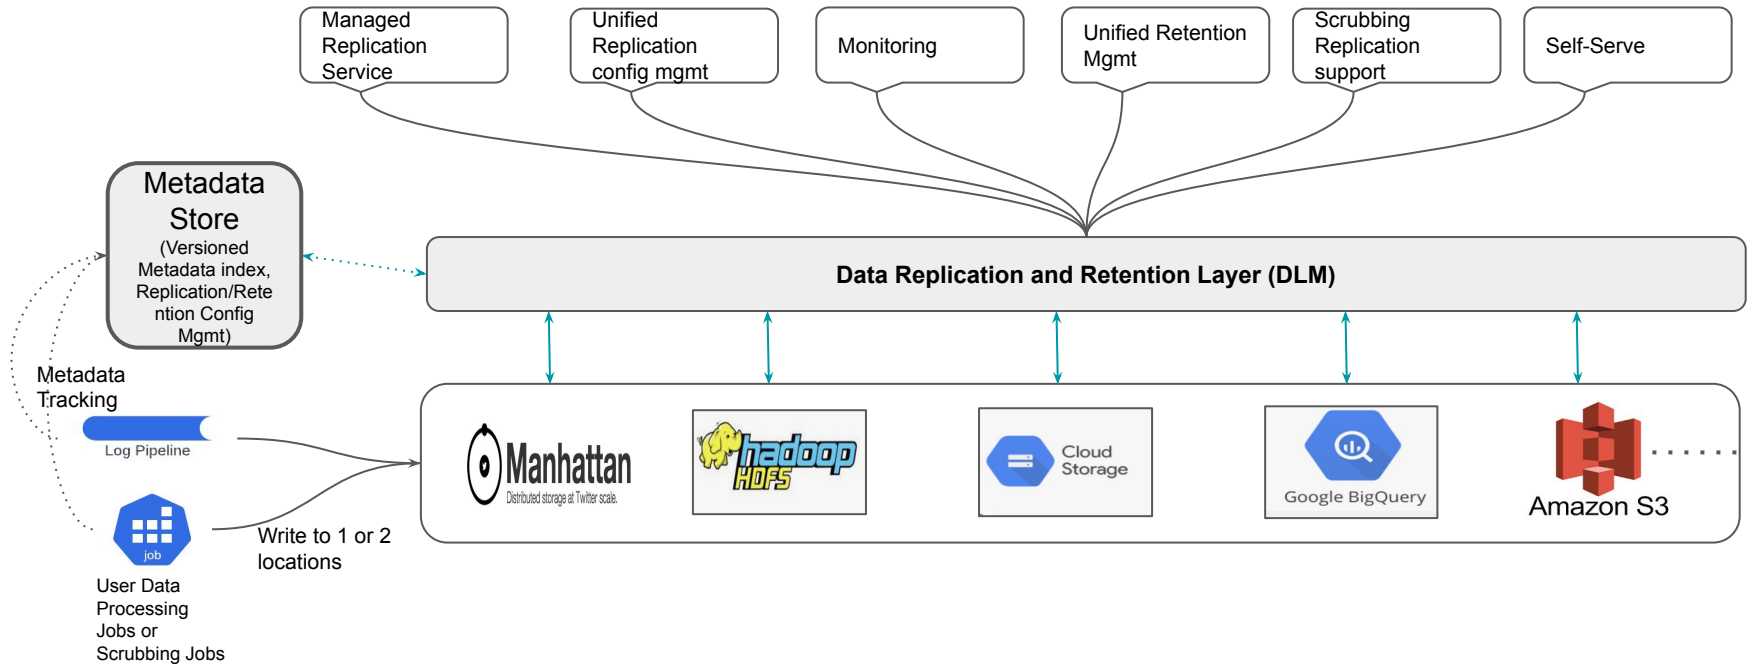 Managed
Replication
Service
Unified
Replication
config mgmt
Monitoring
Unified Retention
Mgmt
Scrubbing
Replication
support
Self-Serve
Metadata
Store
(Versioned
Metadata index,
Replication/Rete
ntion Config
Mgmt)
Data Replication and Retention Layer (DLM)
Metadata
Tracking
Log Pipeline
job
User Data
Processing
Jobs or
Scrubbing Jobs
Write to 1 or 2
locations
Manhattan
Distributed storage at Twitter scale.
hadoop
HDFS
Cloud
Storage
Google BigQuery
Amazon S3